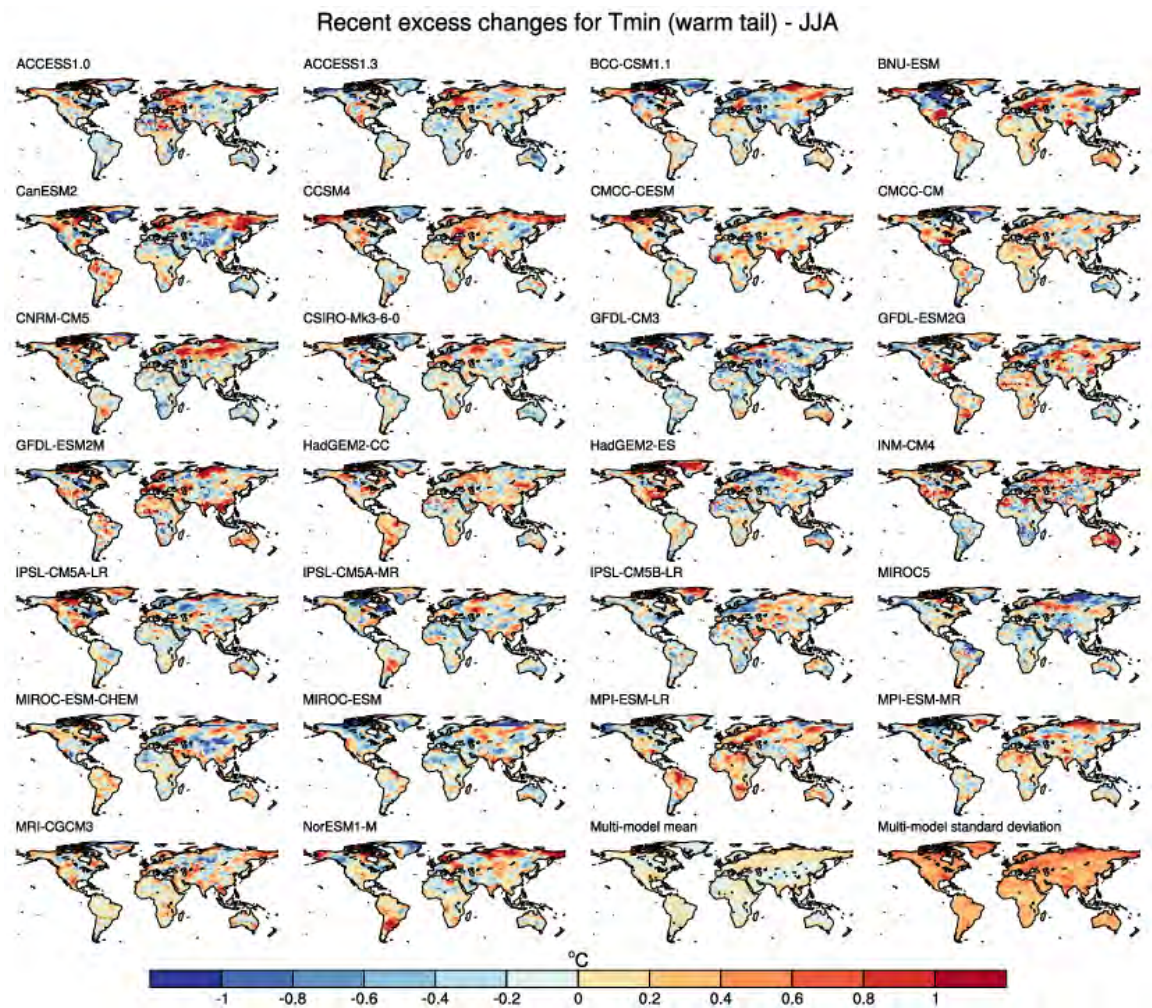 Recent excess changes for Tmin (warm tail) - JJA
ACCESS1.0 ACCESS1.3 BCC-CSM1.1 BNU-ESM
CanESM2 CCSM4 CMCC-CESM CMCC-CM
CNRM-CM5 CSIRO-Mk3-6-0 GFDL-CM3 GFDL-ESM2G
GFDL-ESM2M HadGEM2-CC HadGEM2-ES INM-CM4
IPSL-CM5A-LR IPSL-CM5A-MR IPSL-CM5B-LR MIROC5
MIROC-ESM-CHEM MIROC-ESM MPI-ESM-LR MPI-ESM-MR
MRI-CGCM3 NorESM1-M Multi-model mean Multi-model standard deviation
°C
-1 -0.8 -0.6 -0.4 -0.2 0 0.2 0.4 0.6 0.8 1